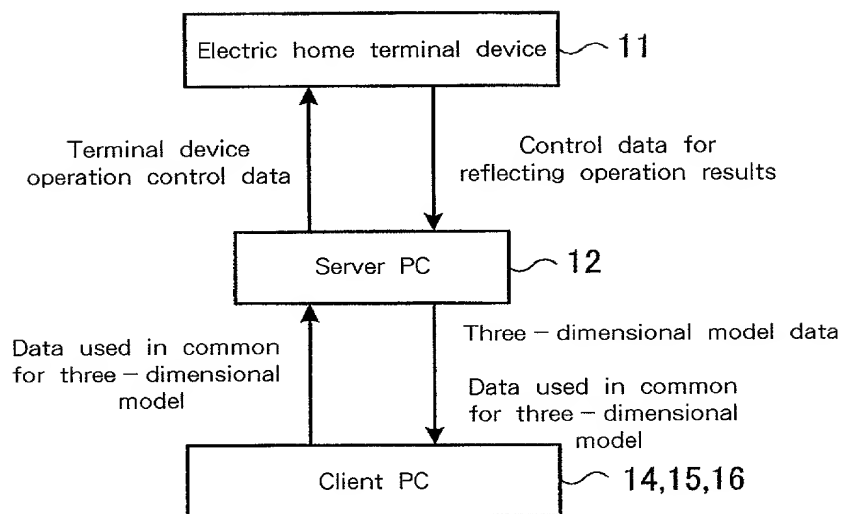 Electric home terminal device
11
Terminal device
operation control data
Control data for
reflecting operation results
Server PC
12
Data used in common
for three-dimensional
model
Three-dimensional model data
Data used in common
for three-dimensional
model
Client PC
14,15,16